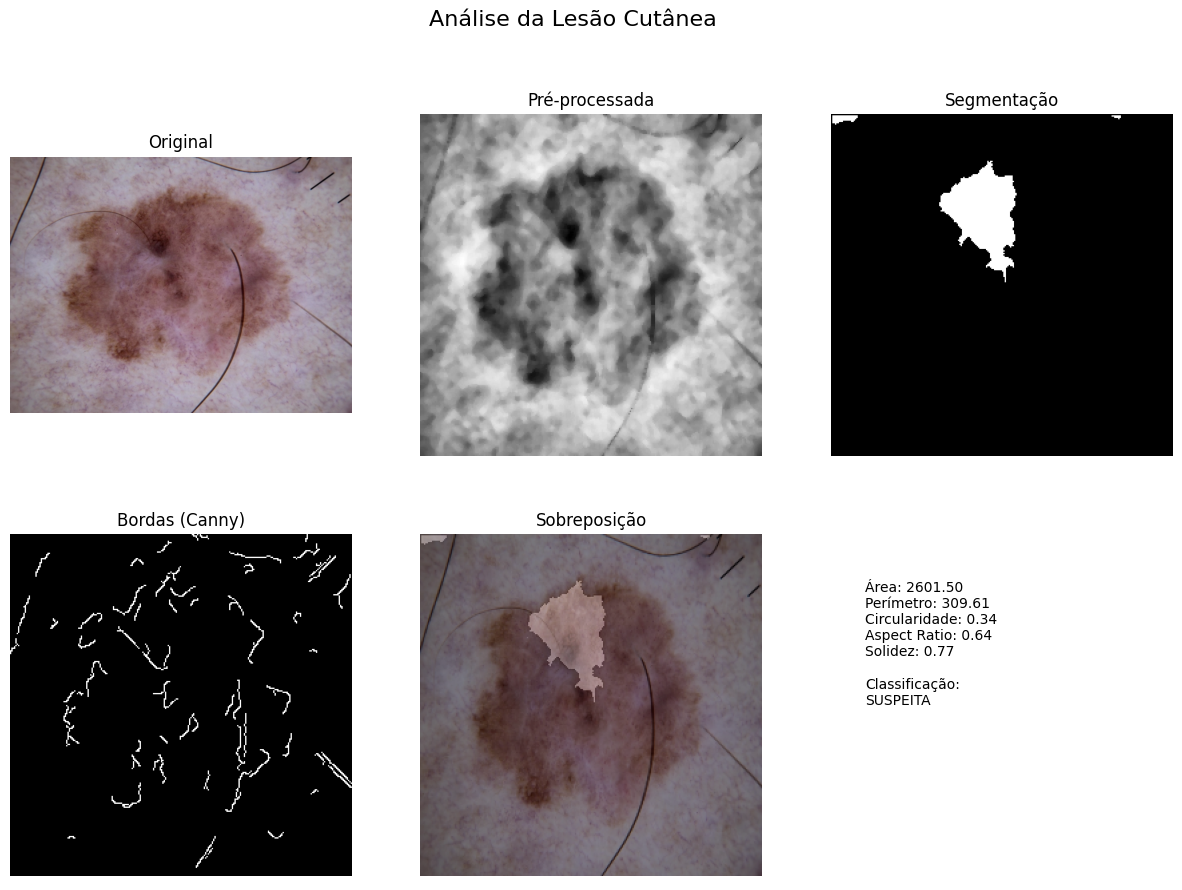 Análise da Lesão Cutânea
Original
Pré-processada
Segmentação
Bordas (Canny)
Sobreposição
Área: 2601.50
Perímetro: 309.61
Circularidade: 0.34
Aspect Ratio: 0.64
Solidez: 0.77
Classificação:
SUSPEITA